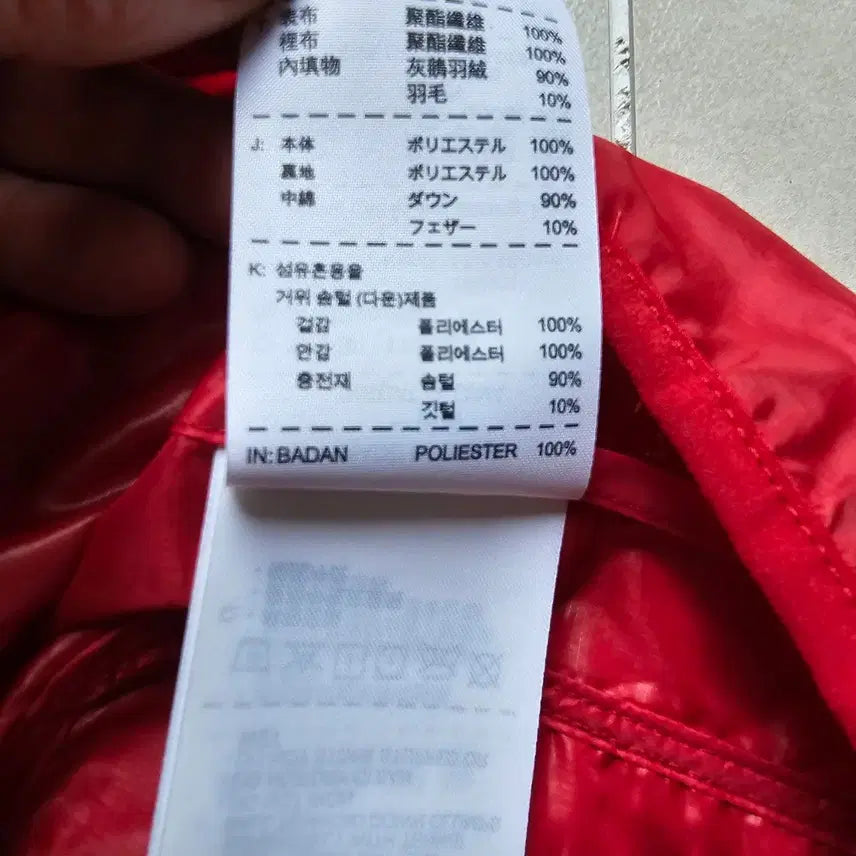 表布 聚酯纖維 100%
裡布 聚酯纖維 100%
內填物 灰鵝羽絨 90%
羽毛 10%
J: 本体 ポリエステル 100%
裏地 ポリエステル 100%
中綿 ダウン 90%
フェザー 10%
K: 섬유혼용율
거위 솜털 (다운)제품
겉감 폴리에스터 100%
안감 폴리에스터 100%
충전재 솜털 90%
깃털 10%
IN: BADAN POLIESTER 100%